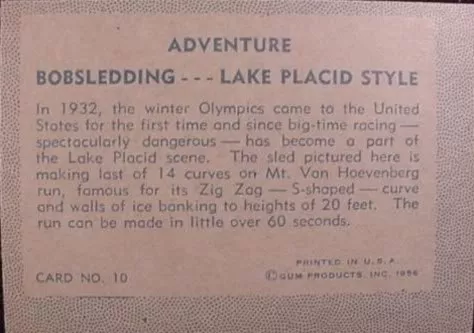 ADVENTURE
BOBSLEDDING --- LAKE PLACID STYLE
In 1932, the winter Olympics came to the United
States for the first time and since big-time racing —
spectacularly dangerous — has become a part of
the Lake Placid scene. The sled pictured here is
making last of 14 curves on Mt. Van Hoevenberg
run, famous for its Zig Zag — S-shaped — curve
and walls of ice banking to heights of 20 feet. The
run can be made in little over 60 seconds.
PRINTED IN U.S.A
CARD NO. 10
©GUM PRODUCTS, INC. 1956